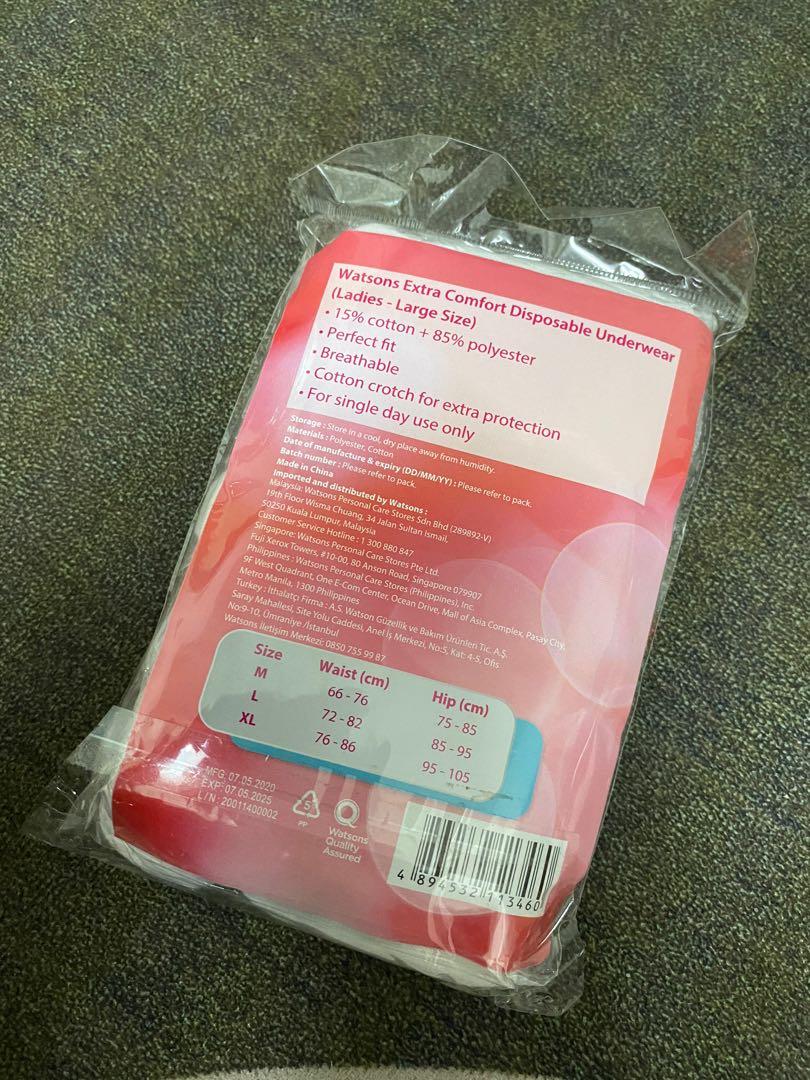 Watsons Extra Comfort Disposable Underwear
(Ladies - Large Size)
• 15% cotton + 85% polyester
• Perfect fit
• Breathable
• Cotton crotch for extra protection
• For single day use only
Storage : Store in a cool, dry place away from humidity.
Materials : Polyester, Cotton
Date of manufacture & expiry (DD/MM/YY) : Please refer to pack.
Batch number : Please refer to pack.
Made in China
Imported and distributed by Watsons :
Malaysia: Watsons Personal Care Stores Sdn Bhd (289892-V)
19th Floor Wisma Chuang, 34 Jalan Sultan Ismail,
50250 Kuala Lumpur, Malaysia
Customer Service Hotline : 1 300 880 847
Singapore: Watsons Personal Care Stores Pte Ltd.
Fuji Xerox Towers, #10-00, 80 Anson Road, Singapore 079907
Philippines : Watsons Personal Care Stores (Philippines), Inc.
9F West Quadrant, One E-Com Center, Ocean Drive, Mall of Asia Complex, Pasay City,
Metro Manila, 1300 Philippines
Turkey : İthalatçı Firma : A.S. Watson Güzellik ve Bakım Ürünleri Tic. A.Ş.
Saray Mahallesi, Site Yolu Caddesi, Anel İş Merkezi, No:5, Kat: 4-5, Ofis
No:9-10, Ümraniye /İstanbul
Watsons İletişim Merkezi: 0850 755 99 87
Size Waist (cm) Hip (cm)
M 66 - 76 75 - 85
L 72 - 82 85 - 95
XL 76 - 86 95 - 105
MFG. 07.05.2020
EXP: 07.05.2025
L/N : 20011400002
5
PP
Watsons
Quality
Assured
4 894532 113460